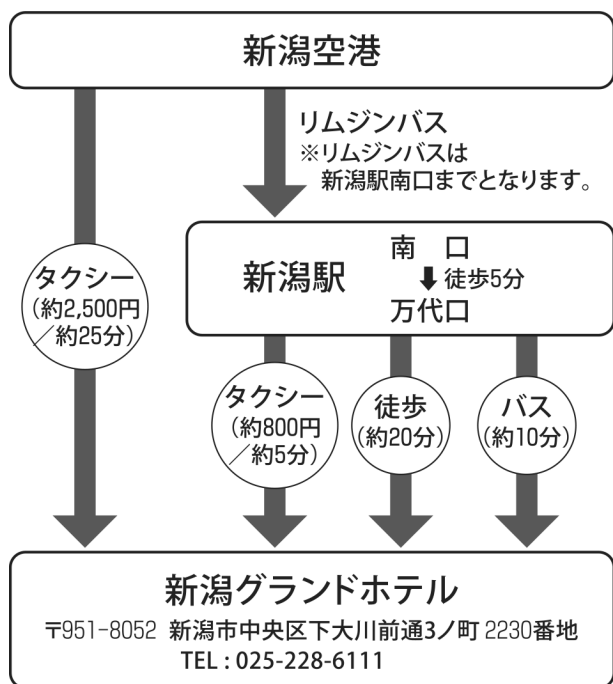 新潟空港
リムジンバス
※リムジンバスは
新潟駅南口までとなります。
タクシー
(約2,500円
／約25分)
新潟駅
南　口
徒歩5分
万代口
タクシー
(約800円
／約5分)
徒歩
(約20分)
バス
(約10分)
新潟グランドホテル
〒951-8052 新潟市中央区下大川前通3ノ町 2230番地
TEL : 025-228-6111